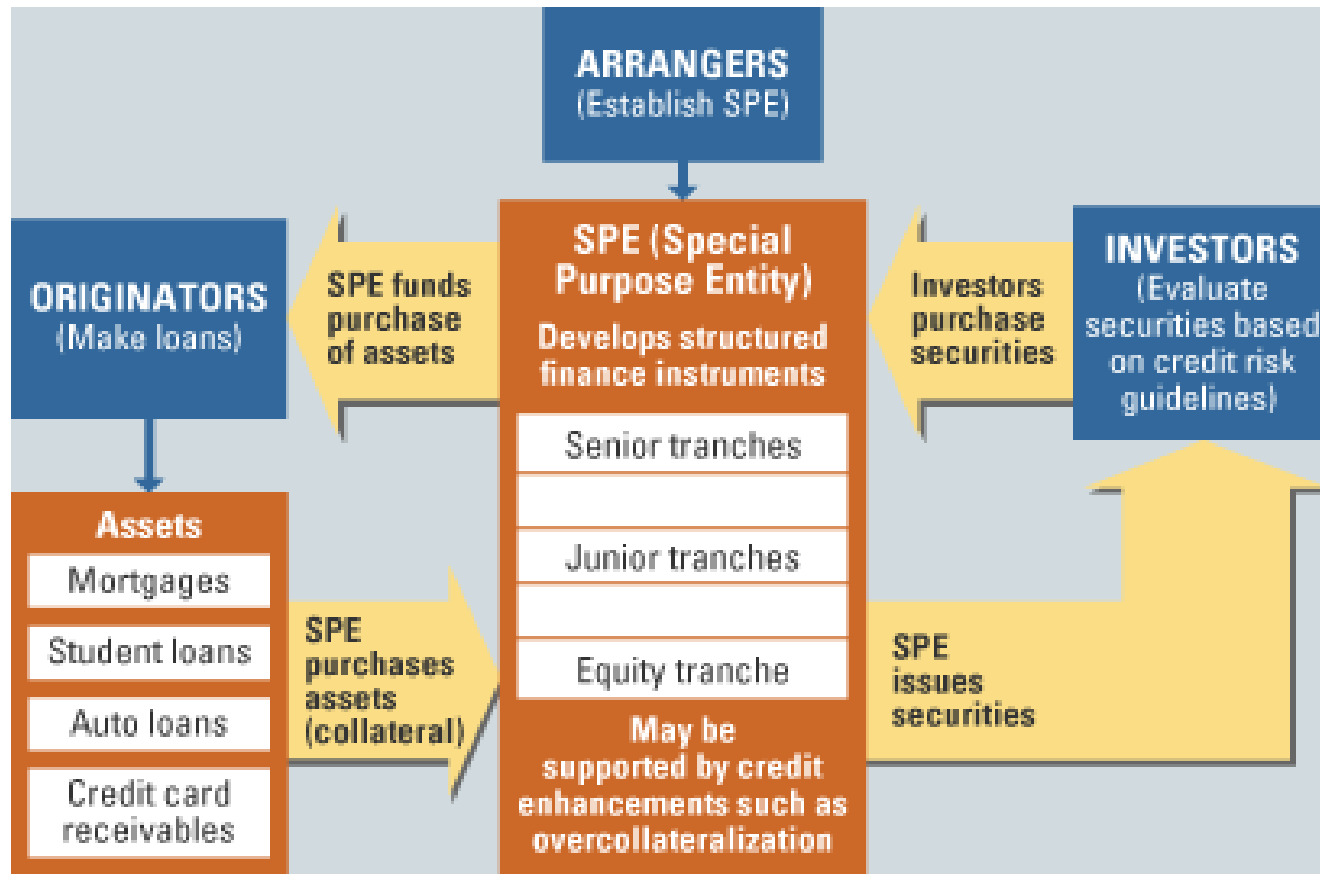 ARRANGERS
(Establish SPE)
ORIGINATORS
(Make loans)
SPE funds
purchase
of assets
SPE (Special
Purpose Entity)
Develops structured
finance instruments
Investors
purchase
securities
INVESTORS
(Evaluate
securities based
on credit risk
guidelines)
Assets
Mortgages
Student loans
Auto loans
Credit card
receivables
SPE
purchases
assets
(collateral)
Senior tranches
Junior tranches
Equity tranche
May be
supported by credit
enhancements such as
overcollateralization
SPE
issues
securities